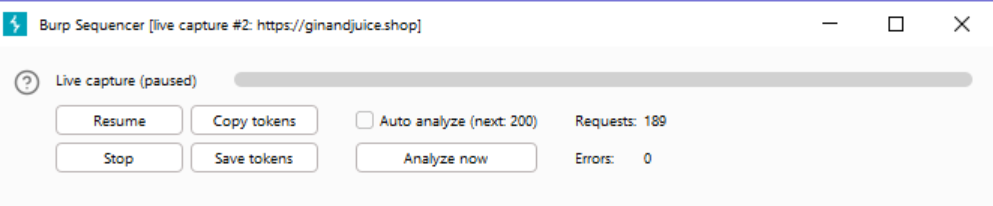 Burp Sequencer [live capture #2: https://ginandjuice.shop]
? Live capture (paused)
Resume Copy tokens Auto analyze (next: 200) Requests: 189
Stop Save tokens Analyze now Errors: 0